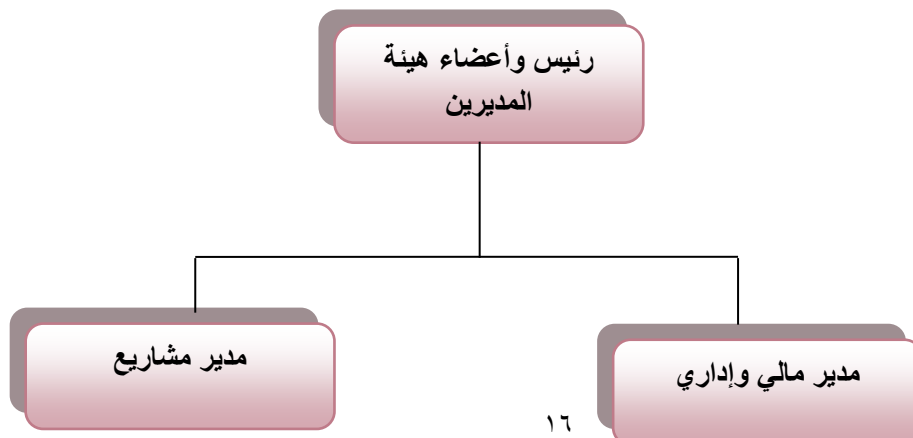 رئيس وأعضاء هيئة
المديرين
مدير مالي وإداري
مدير مشاريع
١٦